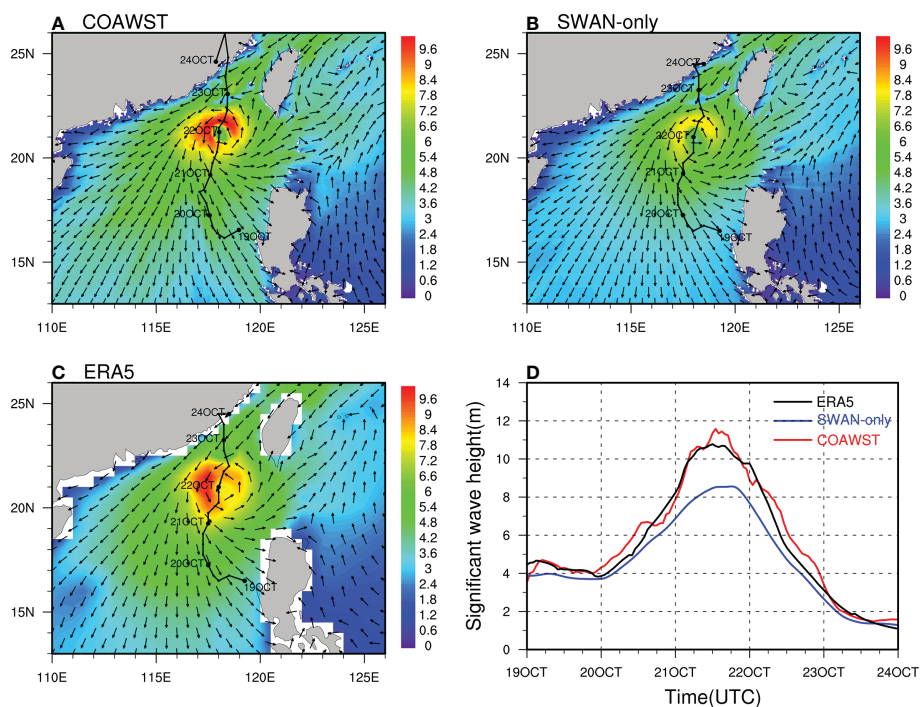 A COAWST
25N
20N
15N
110E 115E 120E 125E
24OCT
23OCT
22OCT
21OCT
20OCT
19OCT
9.6
9
8.4
7.8
7.2
6.6
6
5.4
4.8
4.2
3.6
3
2.4
1.8
1.2
0.6
0
B SWAN-only
25N
20N
15N
110E 115E 120E 125E
24OCT
23OCT
22OCT
21OCT
20OCT
19OCT
9.6
9
8.4
7.8
7.2
6.6
6
5.4
4.8
4.2
3.6
3
2.4
1.8
1.2
0.6
0
C ERA5
25N
20N
15N
110E 115E 120E 125E
24OCT
23OCT
22OCT
21OCT
20OCT
19OCT
9.6
9
8.4
7.8
7.2
6.6
6
5.4
4.8
4.2
3.6
3
2.4
1.8
1.2
0.6
0
D
Significant wave height(m)
14
12
10
8
6
4
2
0
ERA5
SWAN-only
COAWST
19OCT 20OCT 21OCT 22OCT 23OCT 24OCT
Time(UTC)